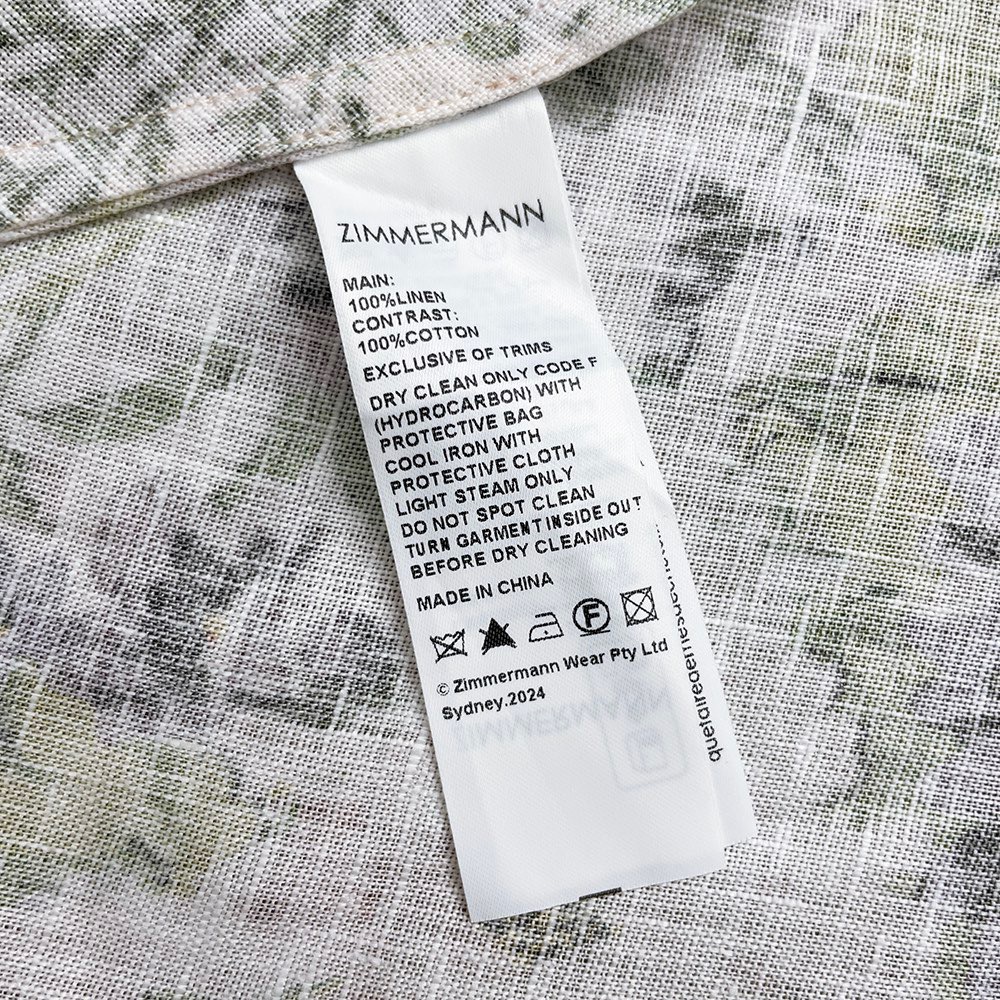 ZIMMERMANN
MAIN:
100%LINEN
CONTRAST:
100%COTTON
EXCLUSIVE OF TRIMS
DRY CLEAN ONLY CODE F
(HYDROCARBON) WITH
PROTECTIVE BAG
COOL IRON WITH
PROTECTIVE CLOTH
LIGHT STEAM ONLY
DO NOT SPOT CLEAN
TURN GARMENT INSIDE OUT
BEFORE DRY CLEANING
MADE IN CHINA
F
© Zimmermann Wear Pty Ltd
Sydney.2024
ZIMMERMANN